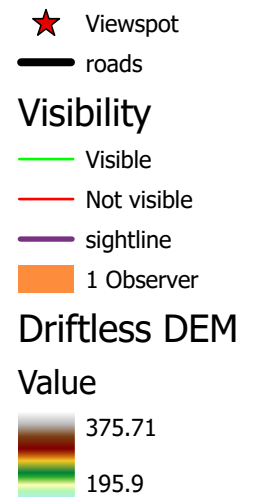 Viewspot
roads
Visibility
Visible
Not visible
sightline
1 Observer
Driftless DEM
Value
375.71
195.9